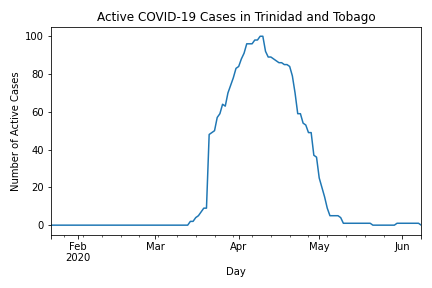 Active COVID-19 Cases in Trinidad and Tobago
100
80
60
40
20
0
Number of Active Cases
Feb
2020
Mar
Apr
May
Jun
Day